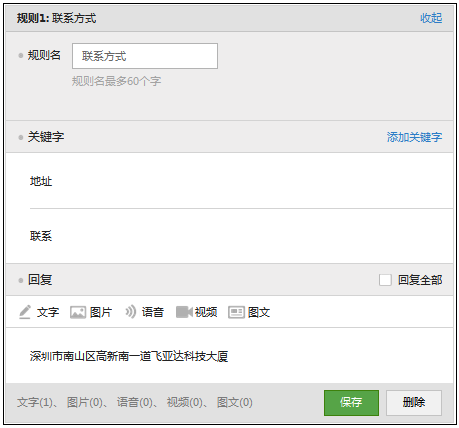 规则1: 联系方式 收起
规则名 联系方式
规则名最多60个字
关键字 添加关键字
地址
联系
回复 回复全部
文字 图片 语音 视频 图文
深圳市南山区高新南一道飞亚达科技大厦
文字(1)、 图片(0)、 语音(0)、 视频(0)、 图文(0) 保存 删除